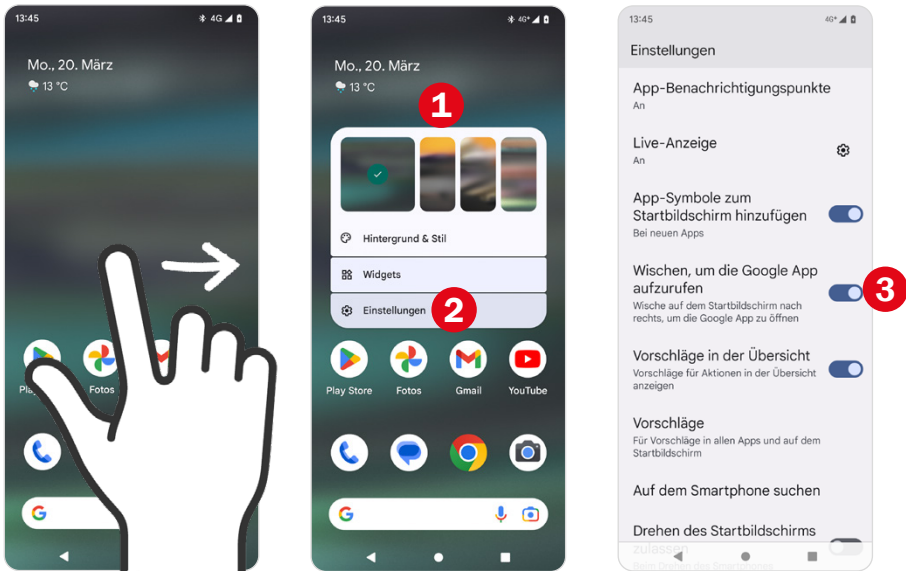 13:45
4G
Mo., 20. März
13 °C
Fotos
13:45
4G+
Mo., 20. März
13 °C
1
Hintergrund & Stil
Widgets
Einstellungen
2
Play Store Fotos Gmail YouTube
13:45
4G+
Einstellungen
App-Benachrichtigungspunkte
An
Live-Anzeige
An
App-Symbole zum
Startbildschirm hinzufügen
Bei neuen Apps
Wischen, um die Google App
aufzurufen
Wische auf dem Startbildschirm nach
rechts, um die Google App zu öffnen
3
Vorschläge in der Übersicht
Vorschläge für Aktionen in der Übersicht
anzeigen
Vorschläge
Für Vorschläge in allen Apps und auf dem
Startbildschirm
Auf dem Smartphone suchen
Drehen des Startbildschirms
zulassen
Beim Drehen des Smartphones